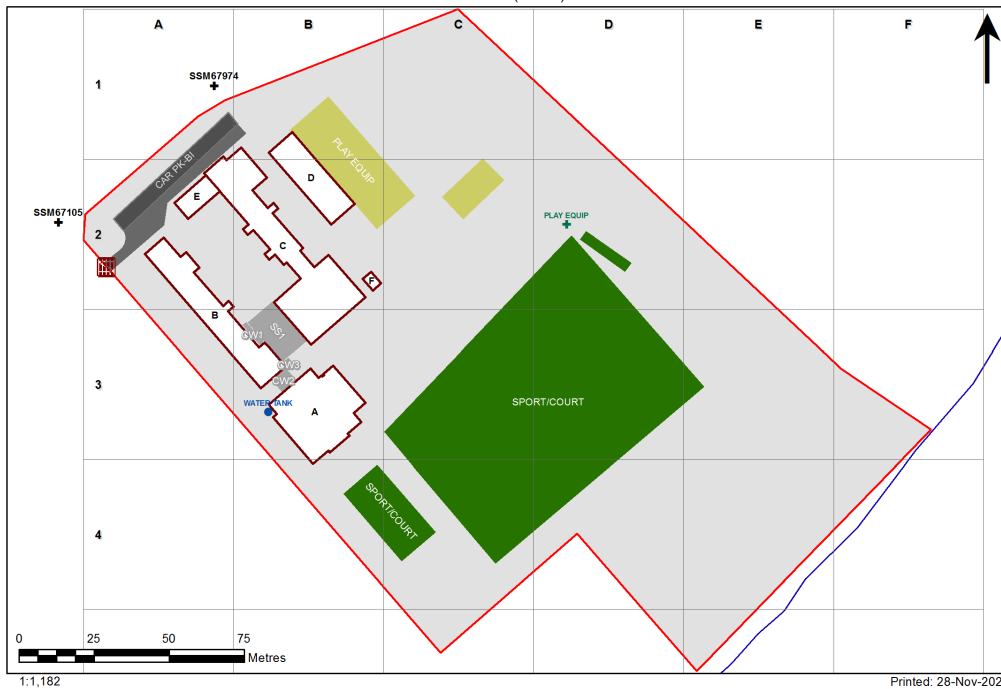 A B C D E F
1
SSM67974
PLAY EQUIP
CAR PK-BI
D
E
SSM67105
PLAY EQUIP
2
C
F
B
SS1
CW1
CW3
3
CW2
WATER TANK
A
SPORT/COURT
SPORT/COURT
4
0 25 50 75
Metres
1:1,182
Printed: 28-Nov-202